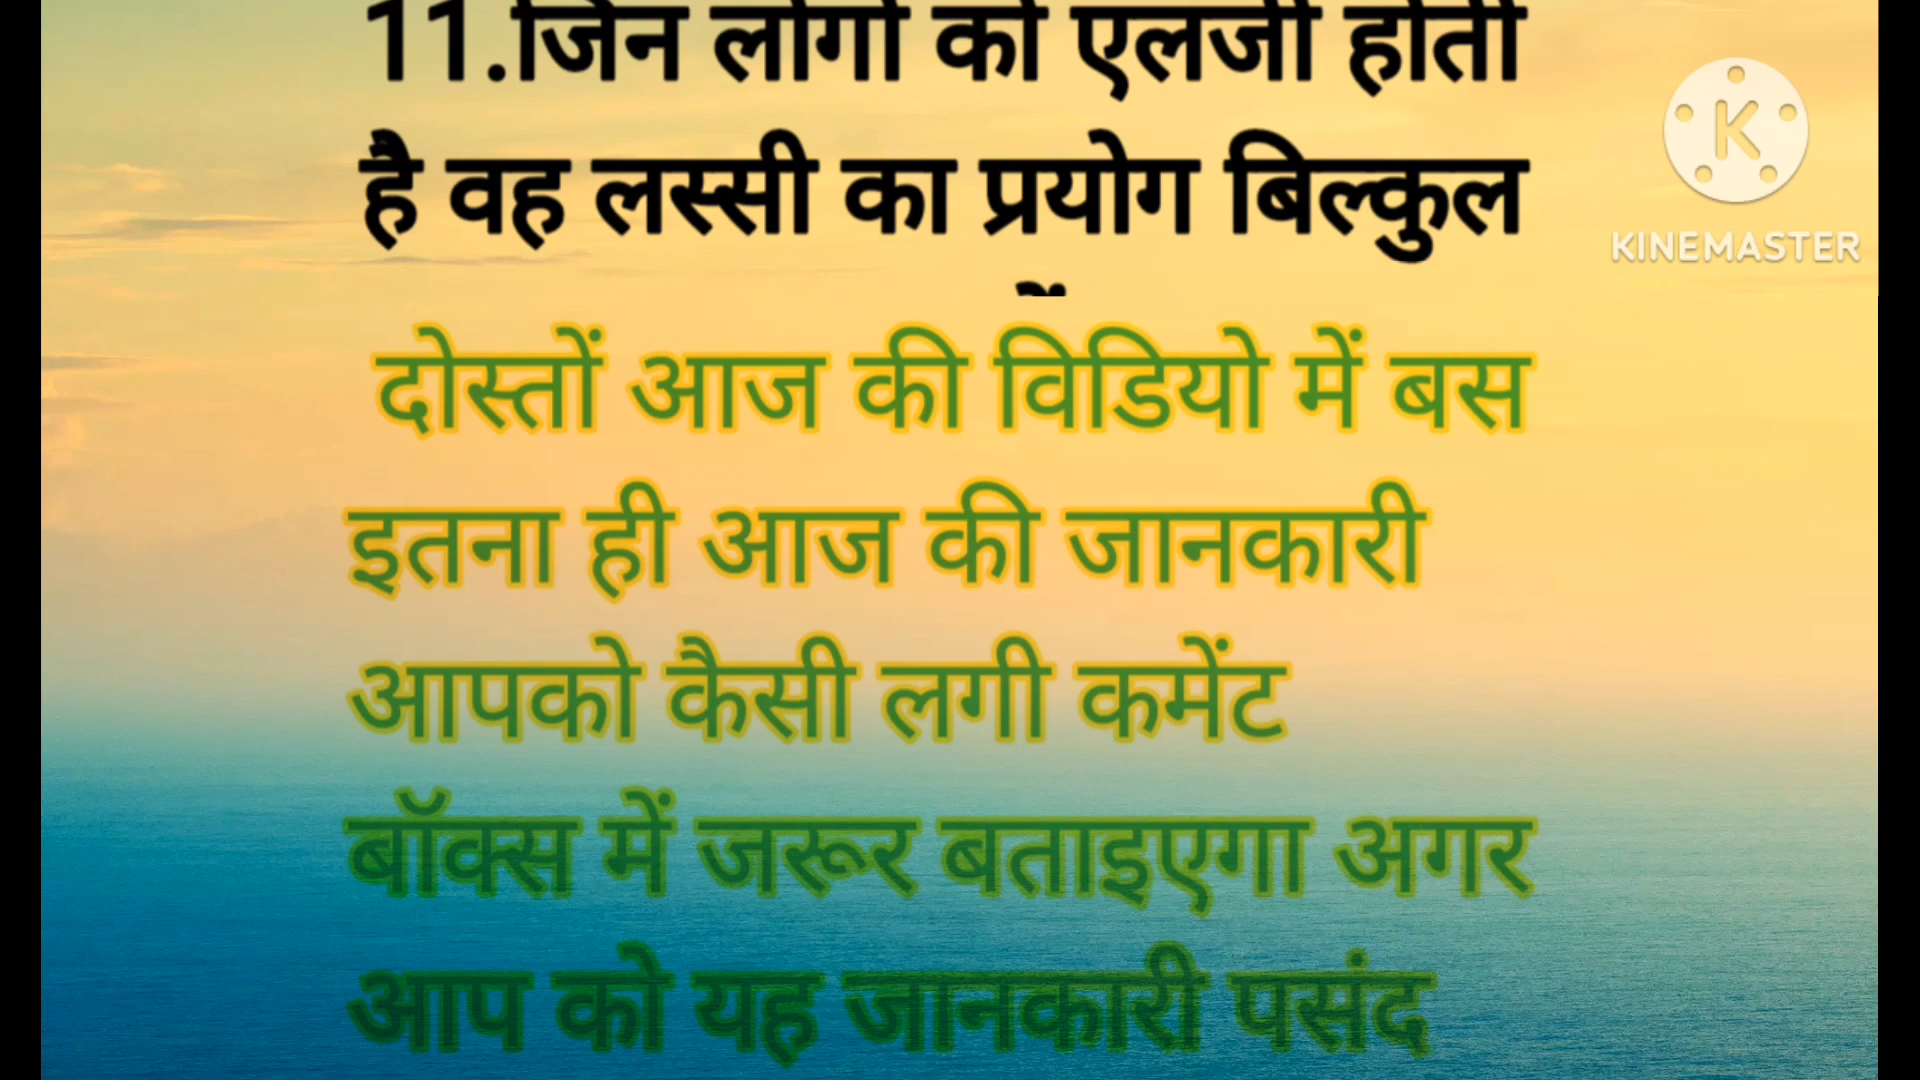 11.जिन लोगो को एलर्जी होती
है वह लस्सी का प्रयोग बिल्कुल
दोस्तों आज की विडियो में बस
इतना ही आज की जानकारी
आपको कैसी लगी कमेंट
बॉक्स में जरूर बताइएगा अगर
आप को यह जानकारी पसंद
KINEMASTER